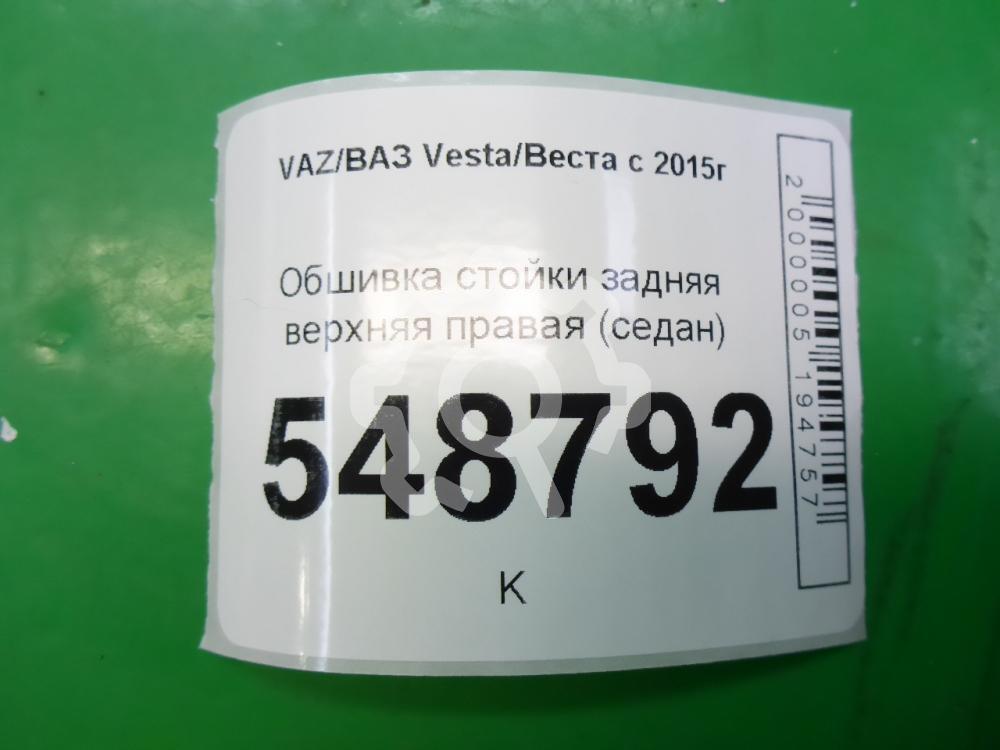 VAZ/ВАЗ Vesta/Веста с 2015г
Обшивка стойки задняя
верхняя правая (седан)
548792
K
2000005194757